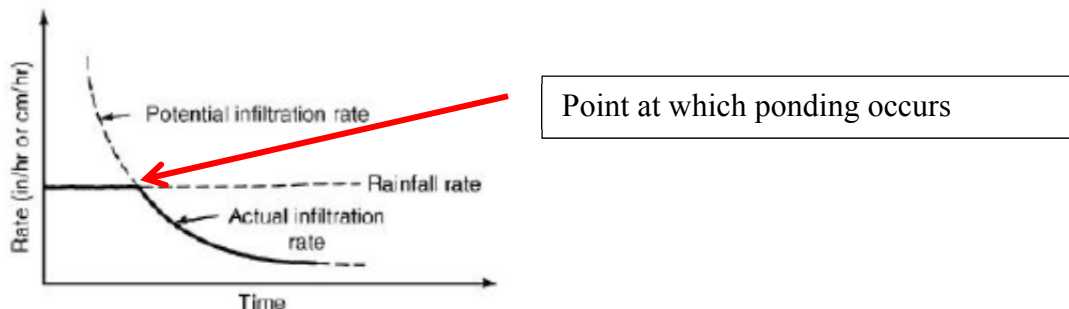 Rate (in/hr or cm/hr)
Potential infiltration rate
Point at which ponding occurs
Rainfall rate
Actual infiltration
rate
Time